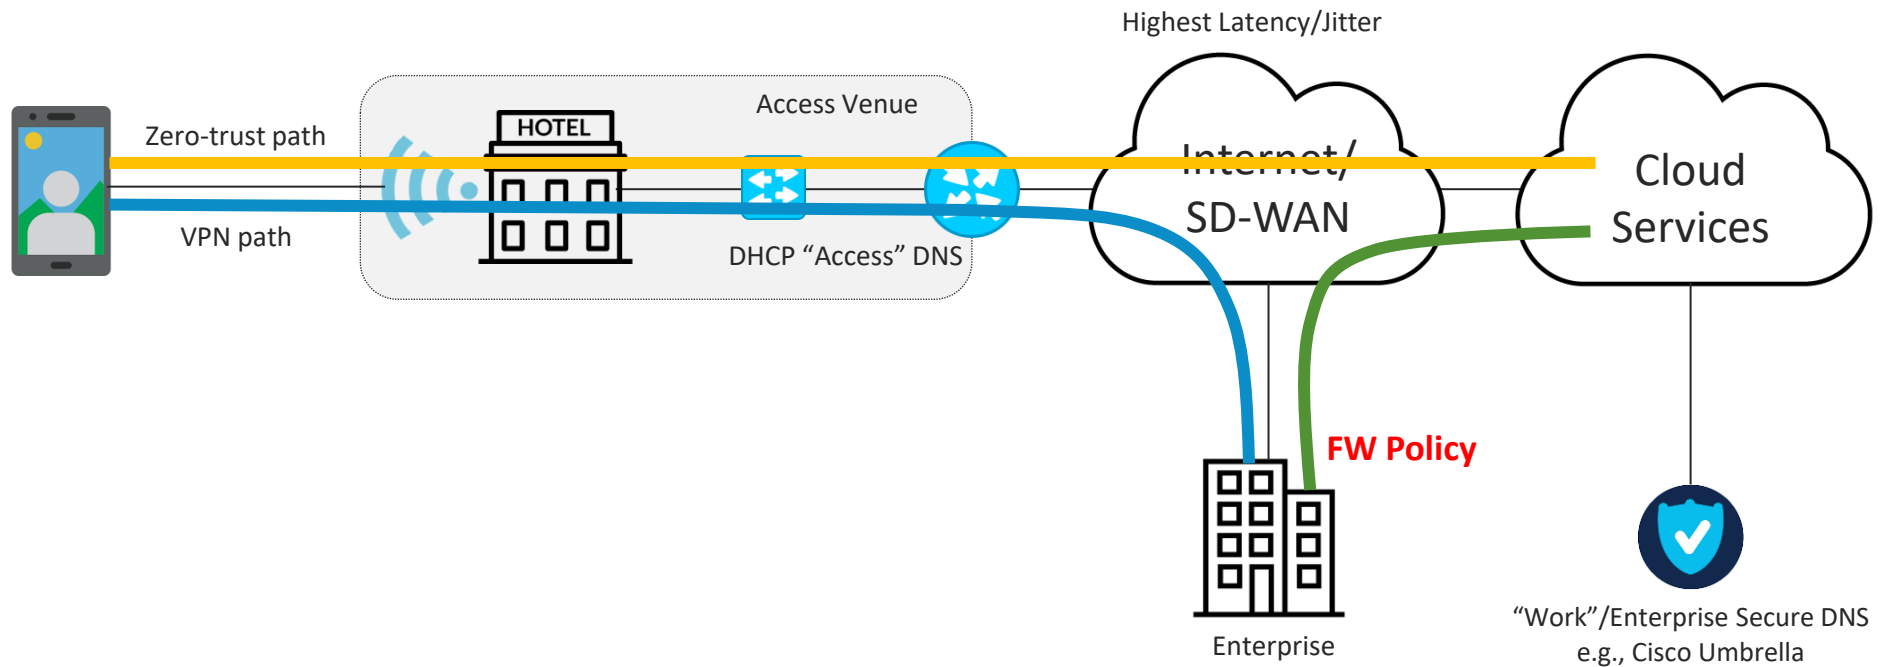 Highest Latency/Jitter
Access Venue
Zero-trust path
HOTEL
Internet/
SD-WAN
Cloud
Services
VPN path
DHCP “Access” DNS
FW Policy
Enterprise
“Work”/Enterprise Secure DNS
e.g., Cisco Umbrella